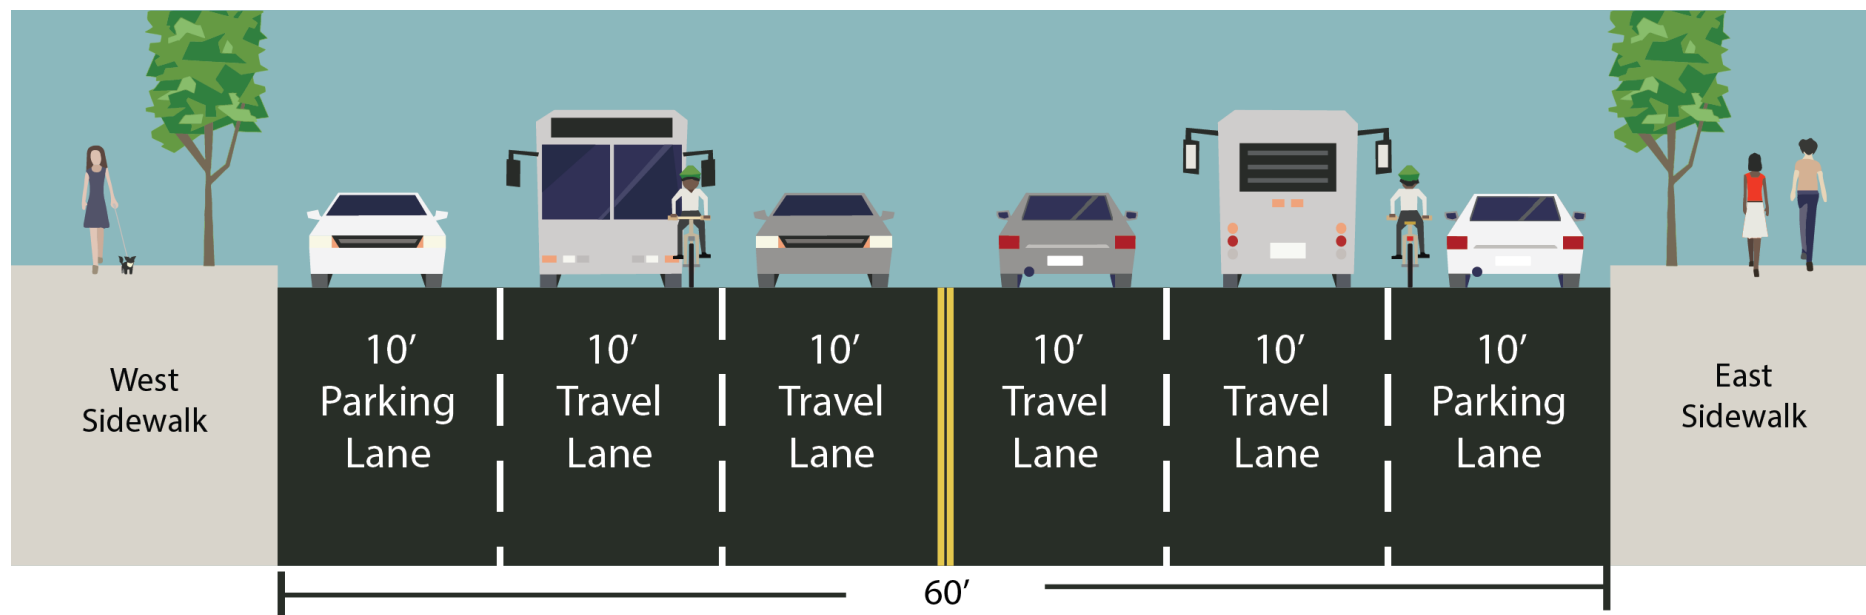 West
Sidewalk
10’
Parking
Lane
10’
Travel
Lane
10’
Travel
Lane
10’
Travel
Lane
10’
Travel
Lane
10’
Parking
Lane
East
Sidewalk
60’